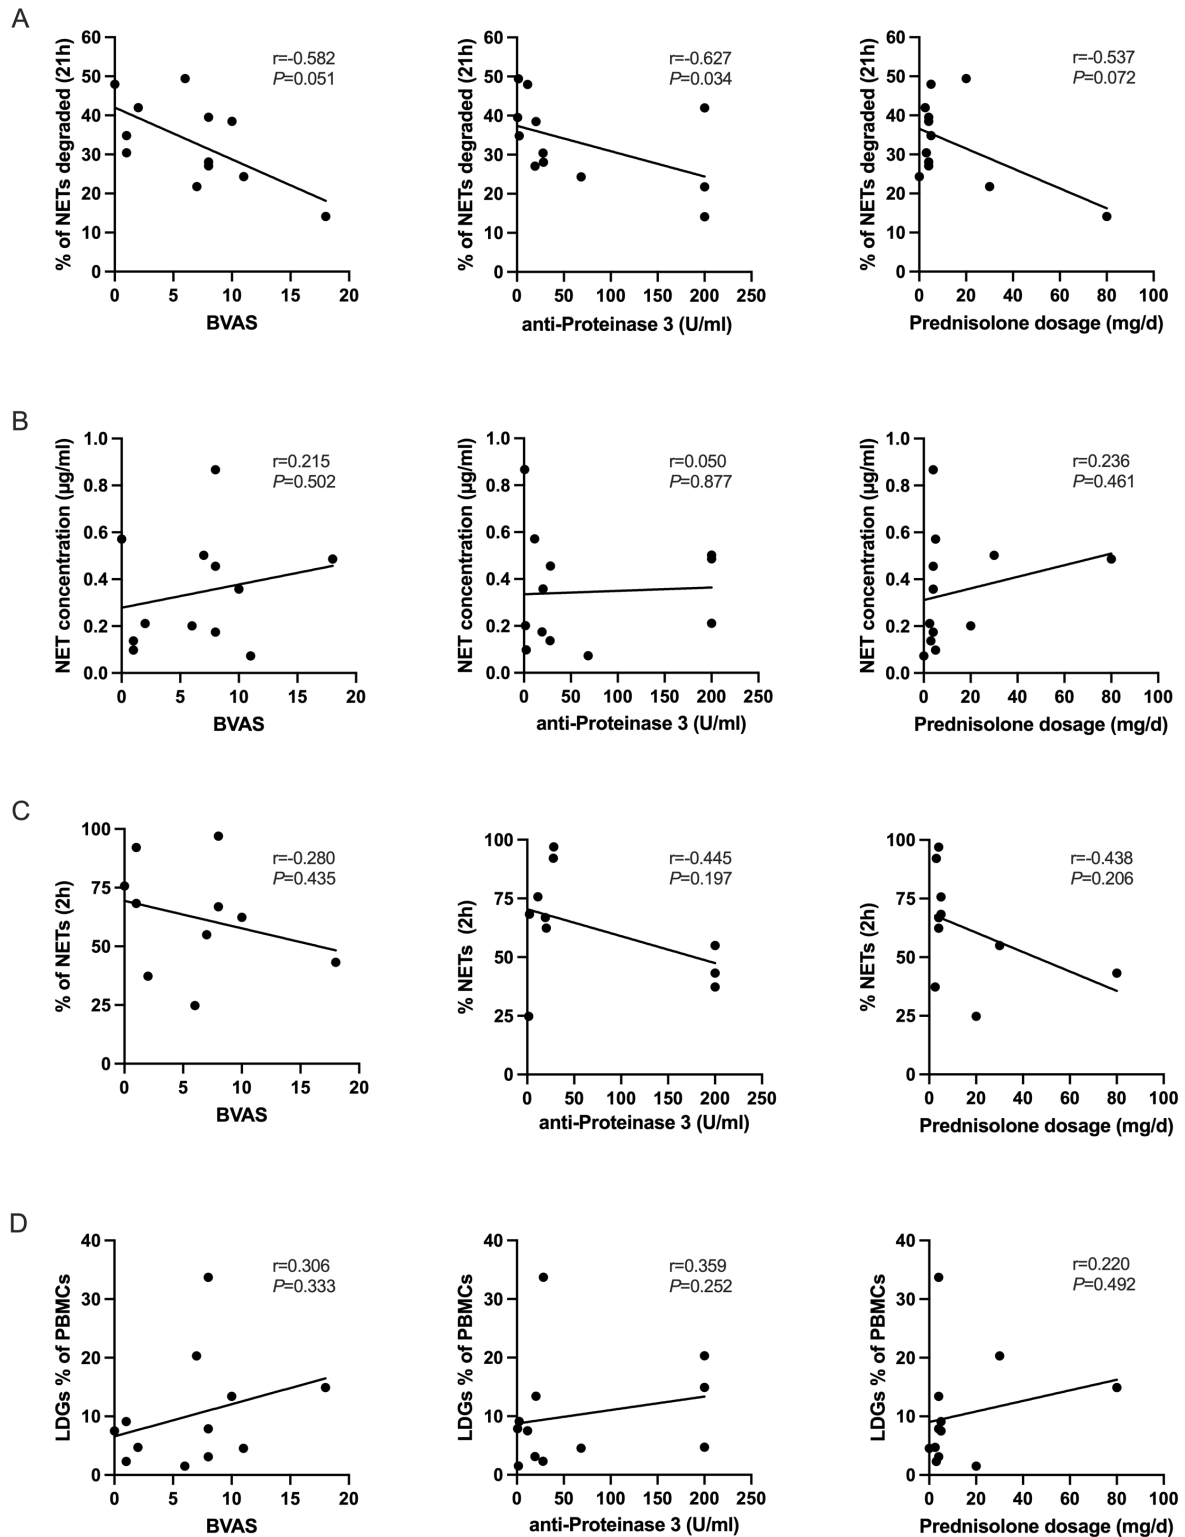 A
% of NETs degraded (21h)
60
50
40
30
20
10
0
r=-0.582
P=0.051
0 5 10 15 20
BVAS
% of NETs degraded (21h)
60
50
40
30
20
10
0
r=-0.627
P=0.034
0 50 100 150 200 250
anti-Proteinase 3 (U/ml)
% of NETs degraded (21h)
60
50
40
30
20
10
0
r=-0.537
P=0.072
0 20 40 60 80 100
Prednisolone dosage (mg/d)
B
NET concentration (µg/ml)
1.0
0.8
0.6
0.4
0.2
0.0
r=0.215
P=0.502
0 5 10 15 20
BVAS
NET concentration (µg/ml)
1.0
0.8
0.6
0.4
0.2
0.0
r=0.050
P=0.877
0 50 100 150 200 250
anti-Proteinase 3 (U/ml)
NET concentration (µg/ml)
1.0
0.8
0.6
0.4
0.2
0.0
r=0.236
P=0.461
0 20 40 60 80 100
Prednisolone dosage (mg/d)
C
% of NETs (2h)
100
75
50
25
0
r=-0.280
P=0.435
0 5 10 15 20
BVAS
% NETs (2h)
100
75
50
25
0
r=-0.445
P=0.197
0 50 100 150 200 250
anti-Proteinase 3 (U/ml)
% NETs (2h)
100
75
50
25
0
r=-0.438
P=0.206
0 20 40 60 80 100
Prednisolone dosage (mg/d)
D
LDGs % of PBMCs
40
30
20
10
0
r=0.306
P=0.333
0 5 10 15 20
BVAS
LDGs % of PBMCs
40
30
20
10
0
r=0.359
P=0.252
0 50 100 150 200 250
anti-Proteinase 3 (U/ml)
LDGs % of PBMCs
40
30
20
10
0
r=0.220
P=0.492
0 20 40 60 80 100
Prednisolone dosage (mg/d)